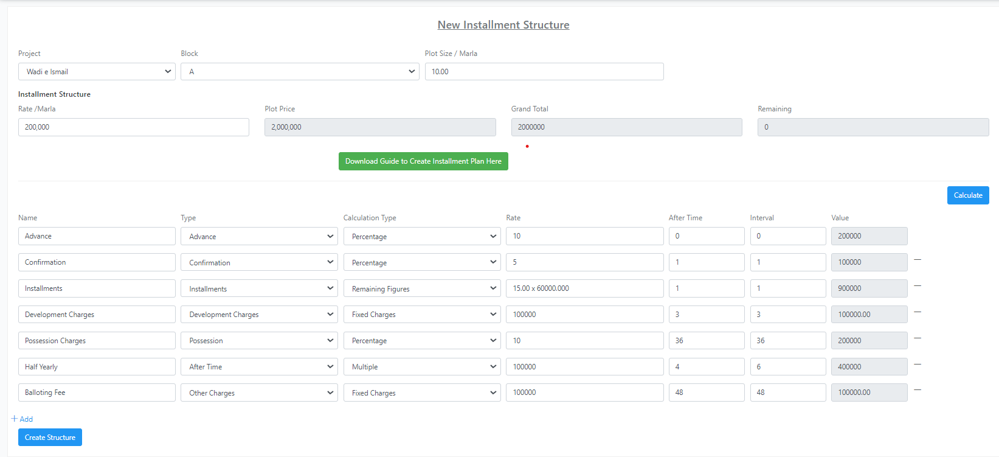 New Installment Structure
Project Block Plot Size / Marla
Wadi e Ismail A 10.00
Installment Structure
Rate /Marla Plot Price Grand Total Remaining
200,000 2,000,000 2000000 0
Download Guide to Create Installment Plan Here
Calculate
Name Type Calculation Type Rate After Time Interval Value
Advance Advance Percentage 10 0 0 200000
Confirmation Confirmation Percentage 5 1 1 100000
Installments Installments Remaining Figures 15.00 x 60000.000 1 1 900000
Development Charges Development Charges Fixed Charges 100000 3 3 100000.00
Possession Charges Possession Percentage 10 36 36 200000
Half Yearly After Time Multiple 100000 4 6 400000
Balloting Fee Other Charges Fixed Charges 100000 48 48 100000.00
+ Add
Create Structure